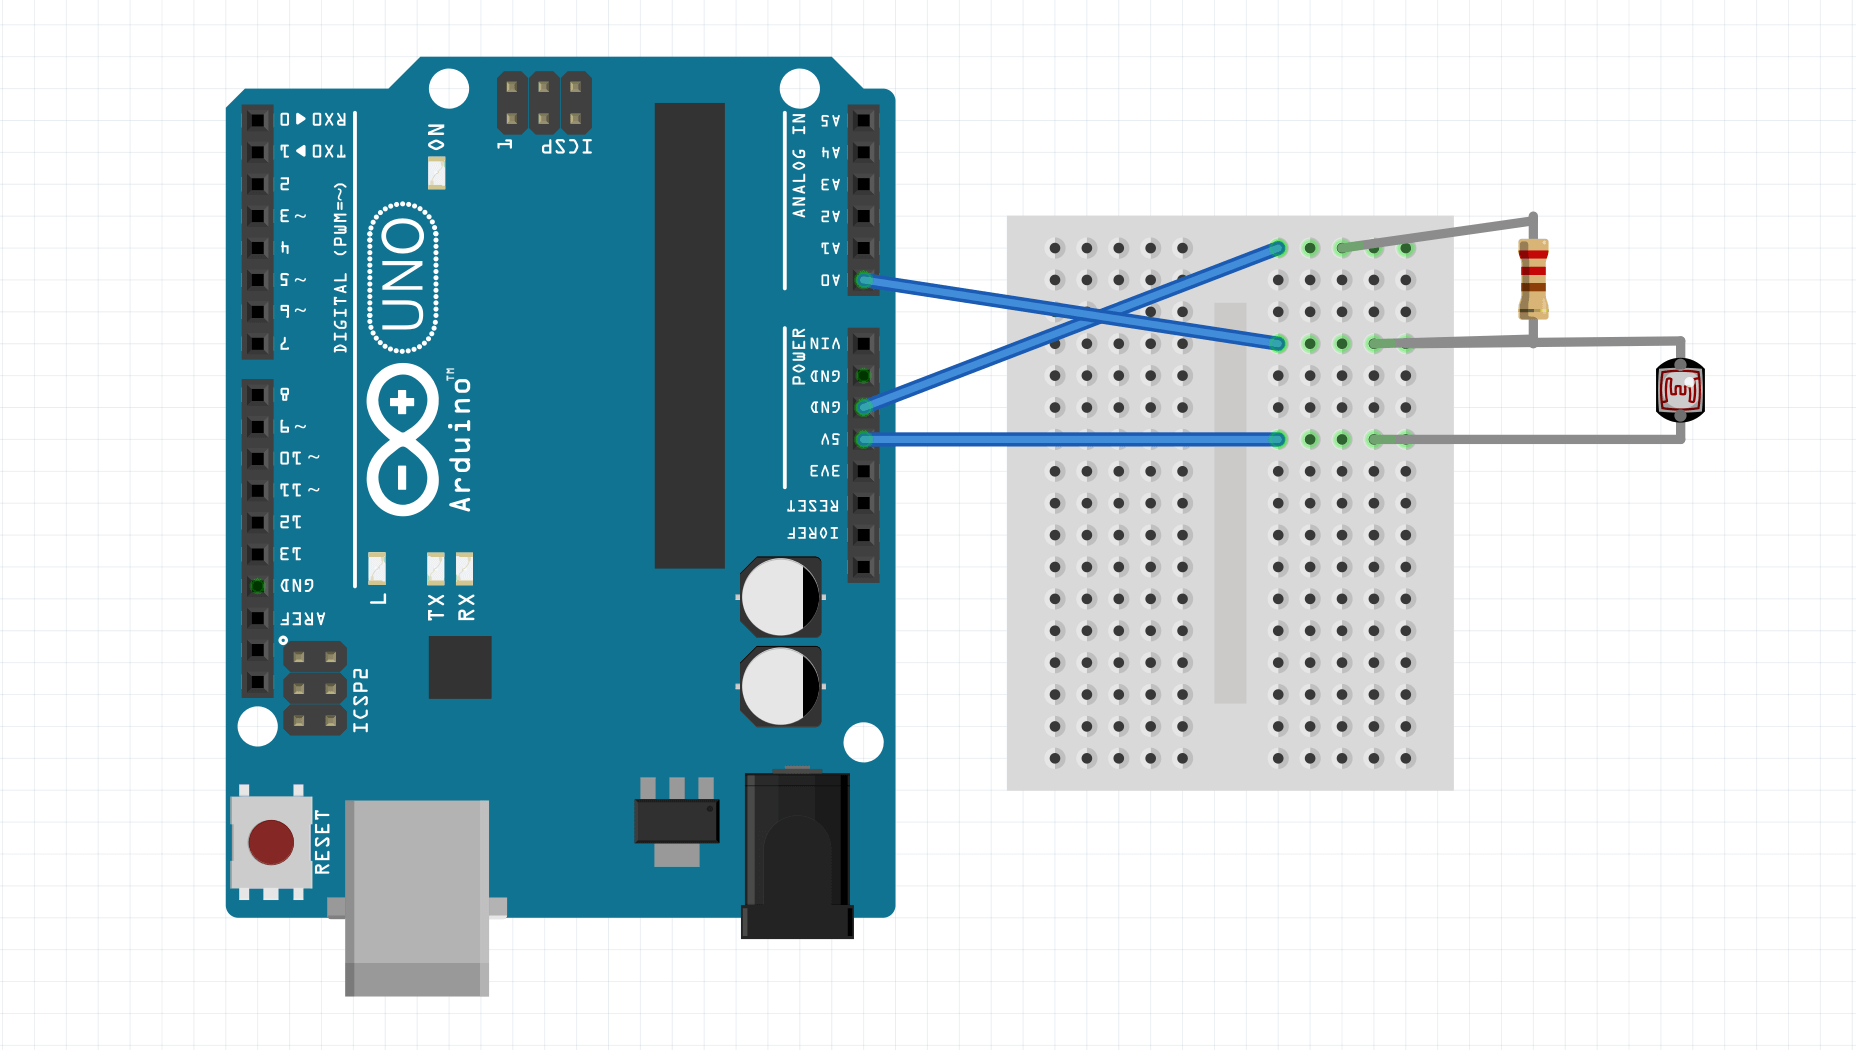 1
ICSP
ON
RX0◀0
TX0▶1
2
~3
4
~5
~6
7
DIGITAL (PWM=~)
UNO
Arduino
TM
8
~9
~10
~11
12
13
GND
AREF
L
TX
RX
ICSP2
RESET
ANALOG IN
A5
A4
A3
A2
A1
A0
POWER
VIN
GND
GND
5V
3V3
RESET
IOREF